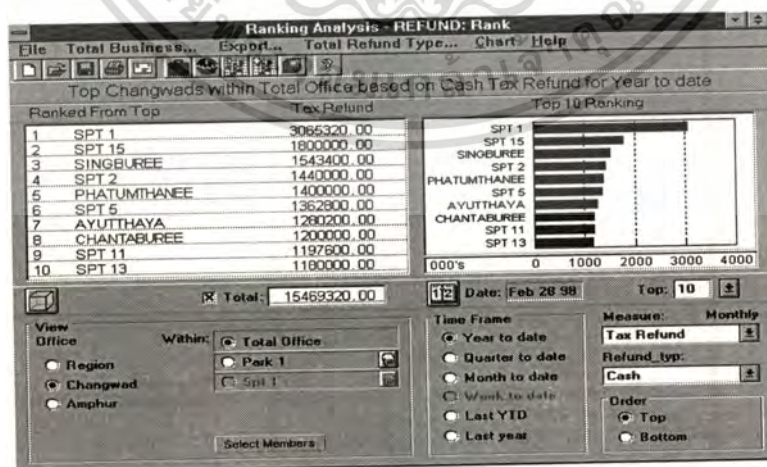 Ranking Analysis - REFUND: Rank
File Total Business... Export... Total Refund Type... Chart Help
Top Changwads within Total Office based on Cash Tax Refund for Year to date
Ranked From Top Tax Refund
1 SPT 1 3065320.00
2 SPT 15 1800000.00
3 SINGBUREE 1543400.00
4 SPT 2 1440000.00
5 PHATUMTHANEE 1400000.00
6 SPT 5 1362800.00
7 AYUTTHAYA 1280200.00
8 CHANTABUREE 1200000.00
9 SPT 11 1197600.00
10 SPT 13 1180000.00
Top 10 Ranking
SPT 1
SPT 15
SINGBUREE
SPT 2
PHATUMTHANEE
SPT 5
AYUTTHAYA
CHANTABUREE
SPT 11
SPT 13
000's 0 1000 2000 3000 4000
Total: 15469320.00
12 Date: Feb 28 98 Top: 10
View
Office Within: Total Office
Region Park 1
Changwad Spt 1
Amphur
Select Members
Time Frame
Year to date
Quarter to date
Month to date
Week to date
Last YTD
Last year
Measure: Monthly
Tax Refund
Refund_typ:
Cash
Order
Top
Bottom